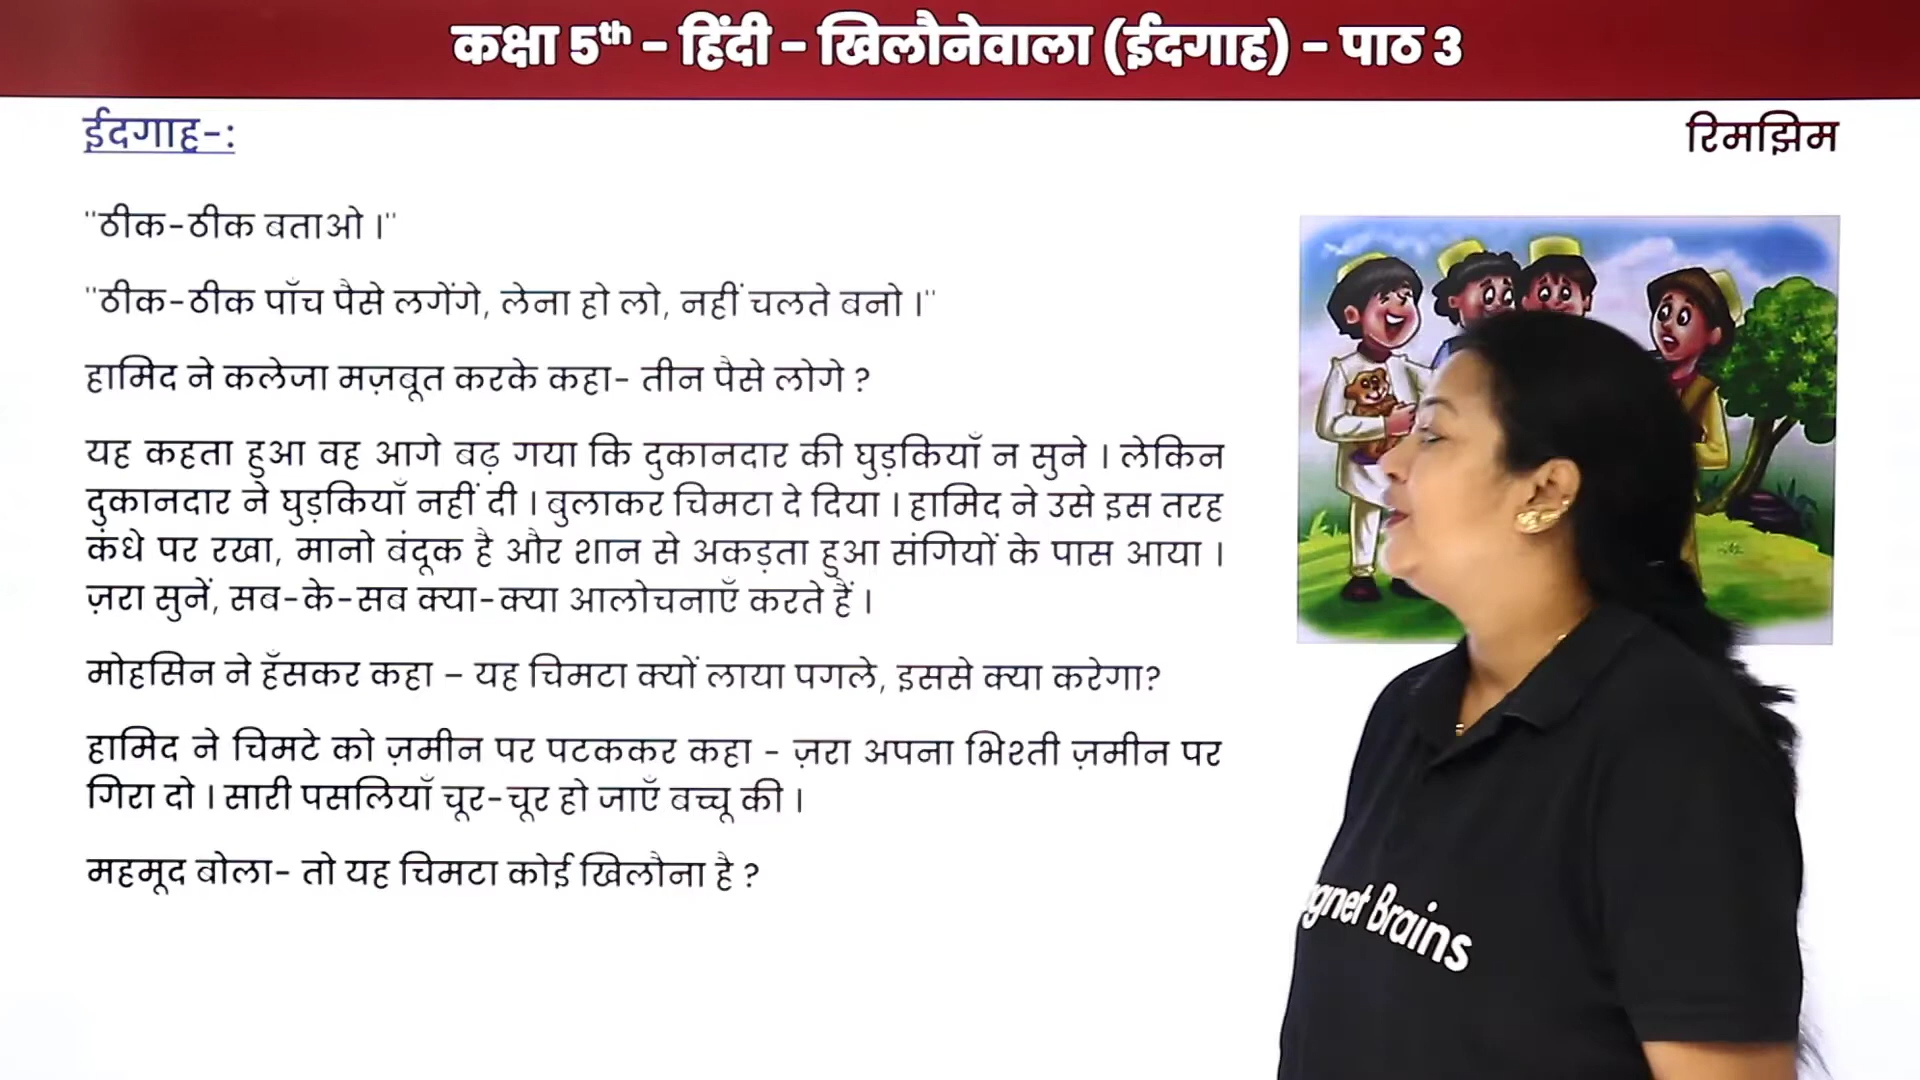 कक्षा 5th - हिंदी - खिलौनेवाला (ईदगाह) - पाठ 3
ईदगाह-:
रिमझिम
"ठीक-ठीक बताओ।"
"ठीक-ठीक पाँच पैसे लगेंगे, लेना हो लो, नहीं चलते बनो।"
हामिद ने कलेजा मज़बूत करके कहा- तीन पैसे लोगे ?
यह कहता हुआ वह आगे बढ़ गया कि दुकानदार की घुड़कियाँ न सुने। लेकिन
दुकानदार ने घुड़कियाँ नहीं दी। बुलाकर चिमटा दे दिया। हामिद ने उसे इस तरह
कंधे पर रखा, मानो बंदूक है और शान से अकड़ता हुआ संगियों के पास आया।
ज़रा सुनें, सब-के-सब क्या-क्या आलोचनाएँ करते हैं।
मोहसिन ने हँसकर कहा – यह चिमटा क्यों लाया पगले, इससे क्या करेगा?
हामिद ने चिमटे को ज़मीन पर पटककर कहा - ज़रा अपना भिश्ती ज़मीन पर
गिरा दो। सारी पसलियाँ चूर-चूर हो जाएँ बच्चू की।
महमूद बोला- तो यह चिमटा कोई खिलौना है ?
gnet Brains